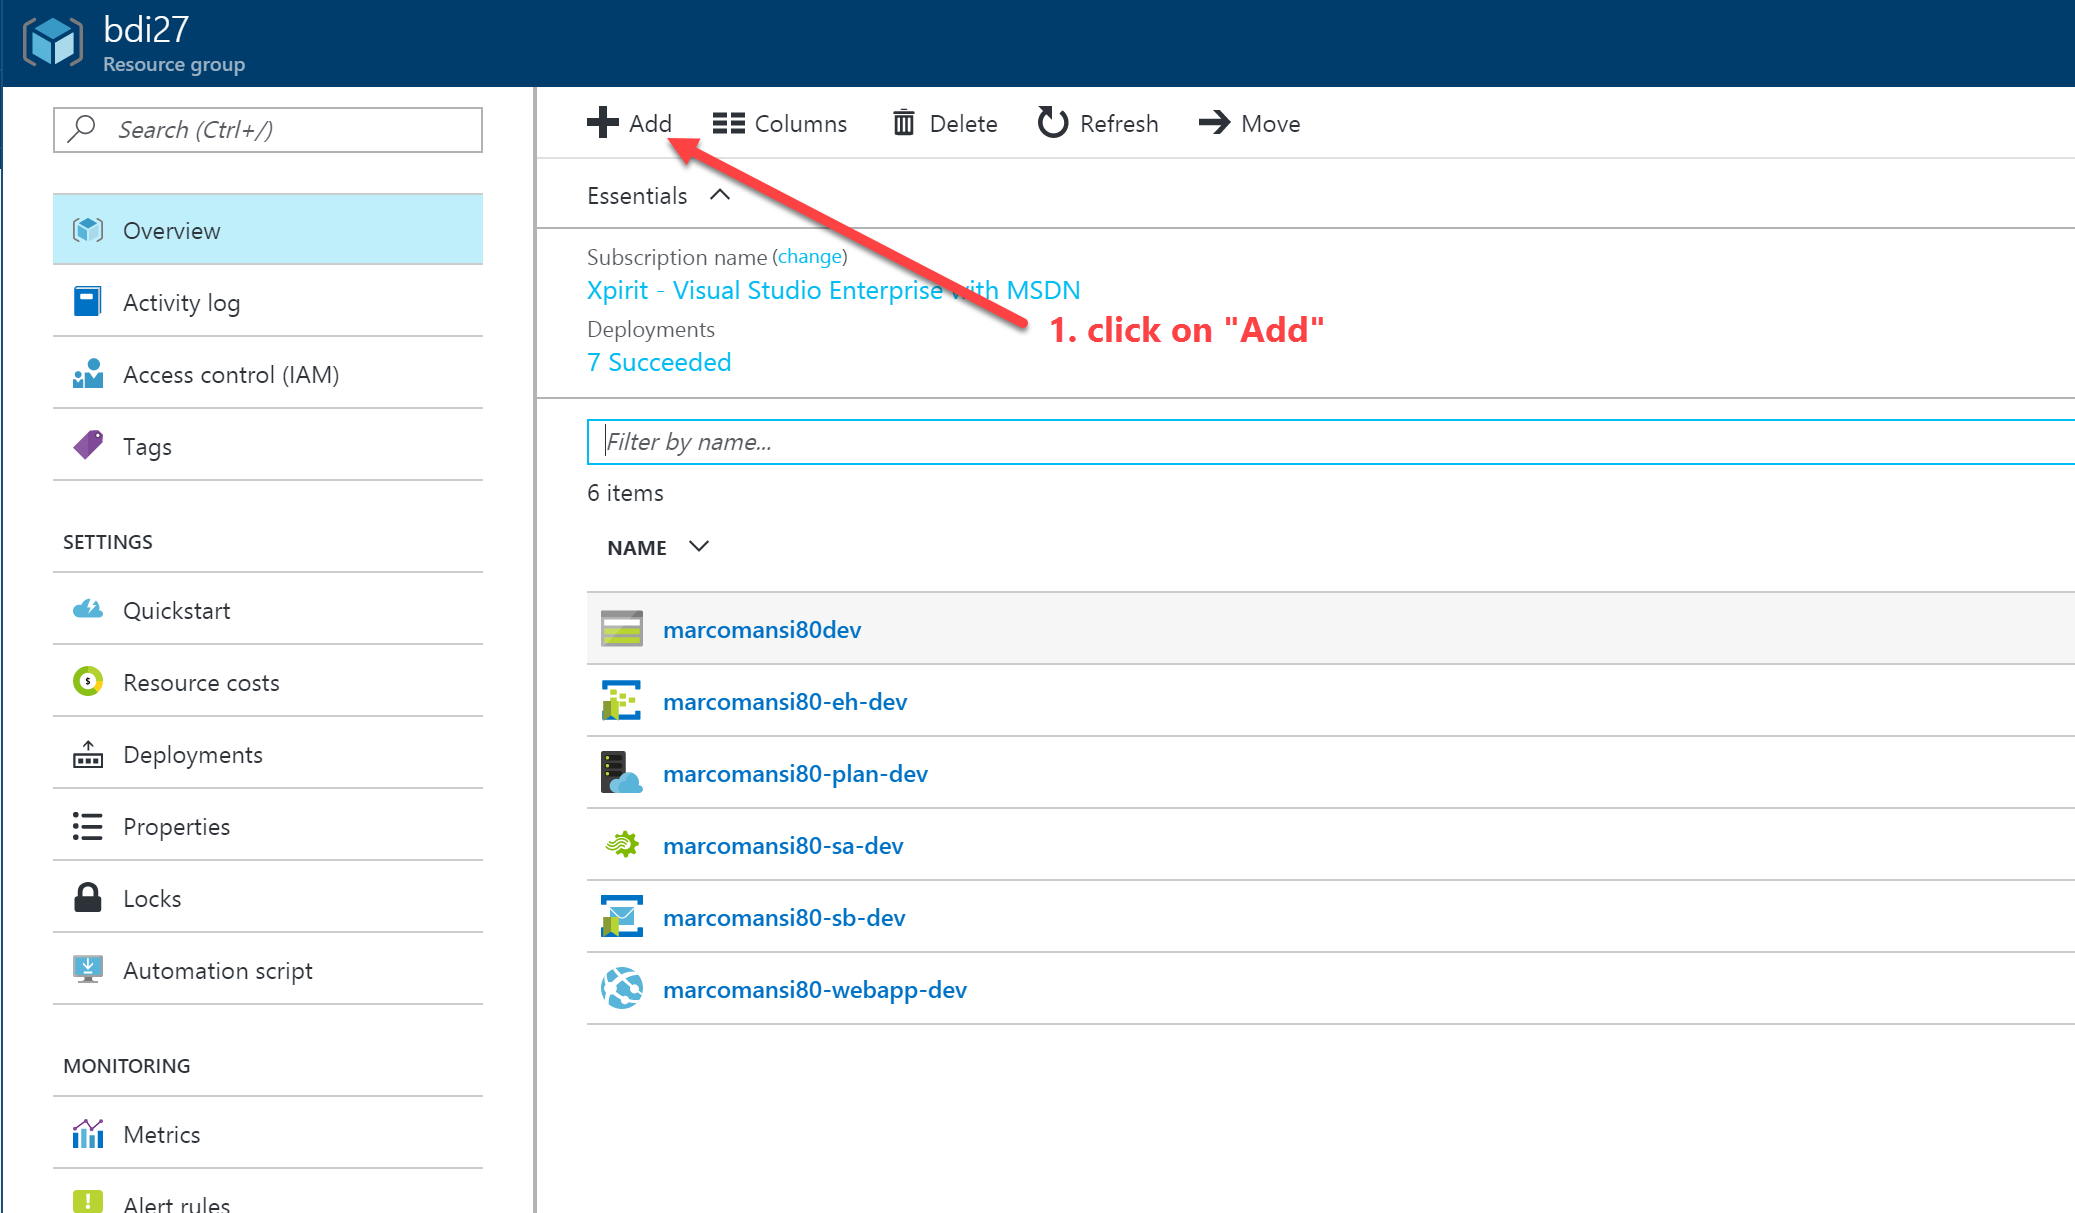 bdi27
Resource group
Search (Ctrl+/)
Overview
Activity log
Access control (IAM)
Tags
SETTINGS
Quickstart
Resource costs
Deployments
Properties
Locks
Automation script
MONITORING
Metrics
Alert rules
Add Columns Delete Refresh Move
Essentials
Subscription name (change)
Xpirit - Visual Studio Enterprise with MSDN
Deployments
7 Succeeded
1. click on "Add"
Filter by name...
6 items
NAME
marcomansi80dev
marcomansi80-eh-dev
marcomansi80-plan-dev
marcomansi80-sa-dev
marcomansi80-sb-dev
marcomansi80-webapp-dev